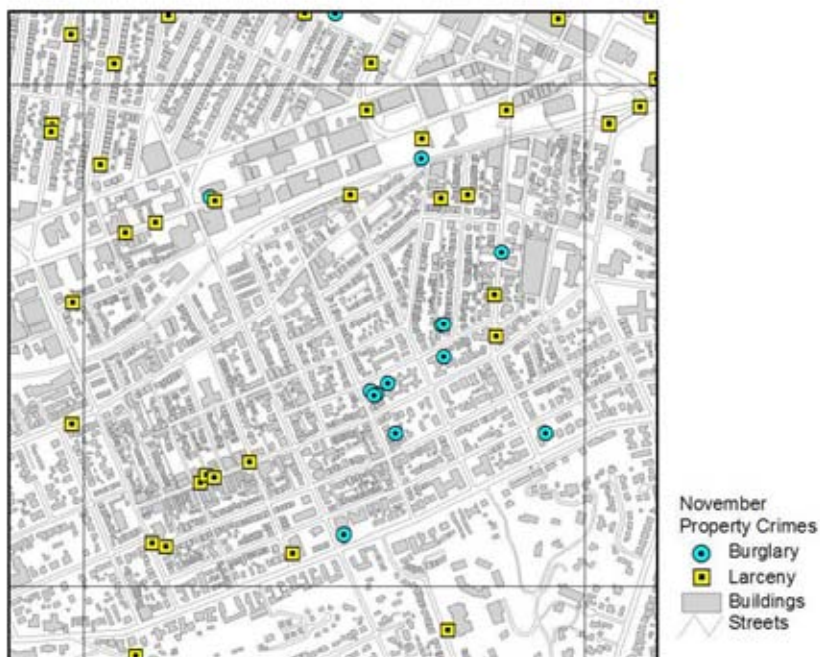 November
Property Crimes
Burglary
Larceny
Buildings
Streets